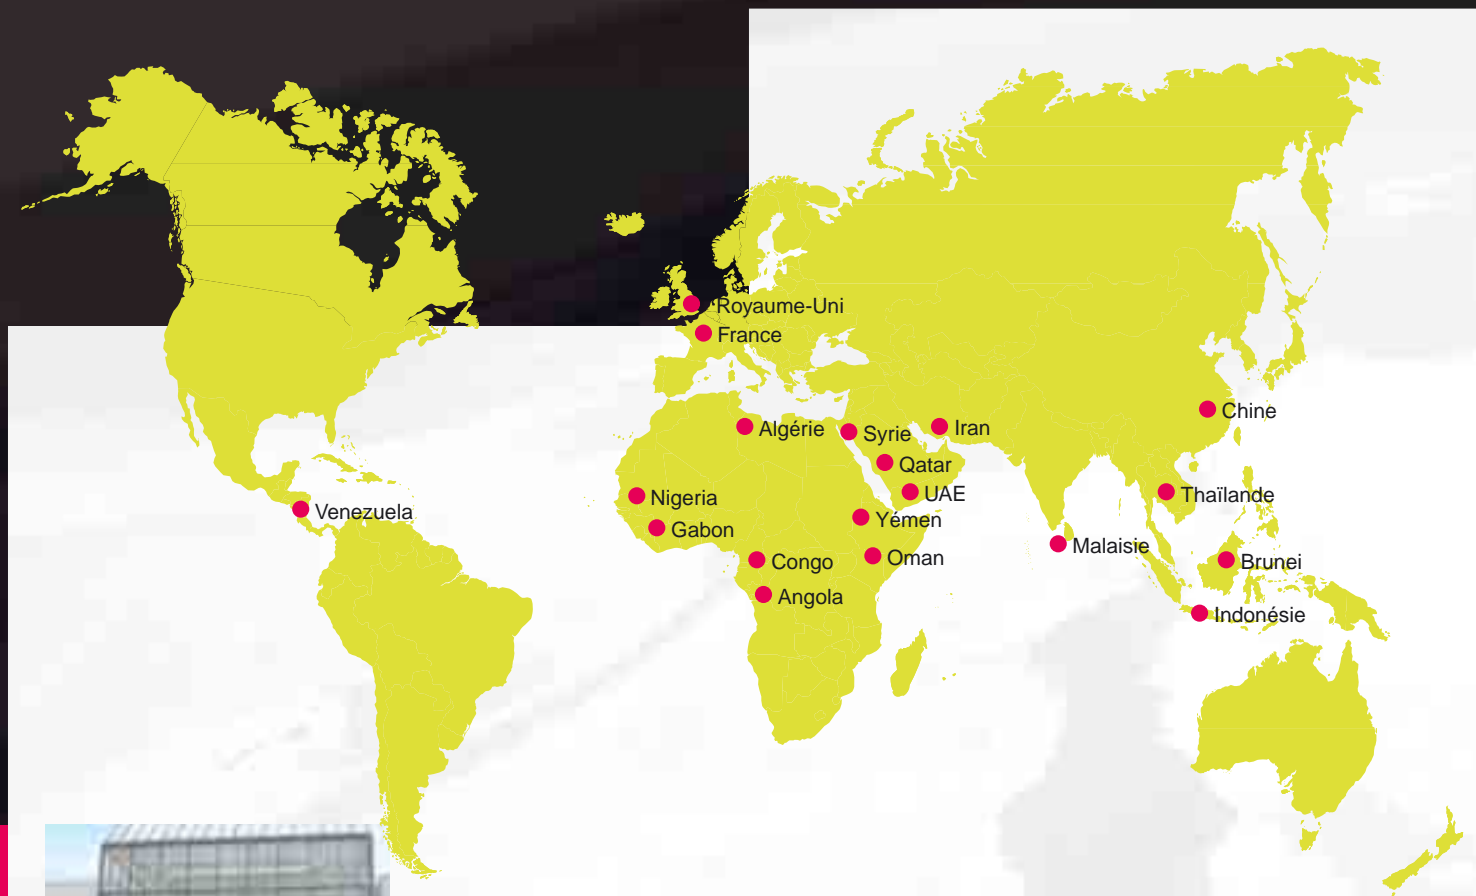 Royaume-Uni
France
Chine
Algérie
Syrie
Iran
Qatar
Nigeria
UAE
Thaïlande
Venezuela
Gabon
Yémen
Malaisie
Congo
Oman
Brunei
Angola
Indonésie